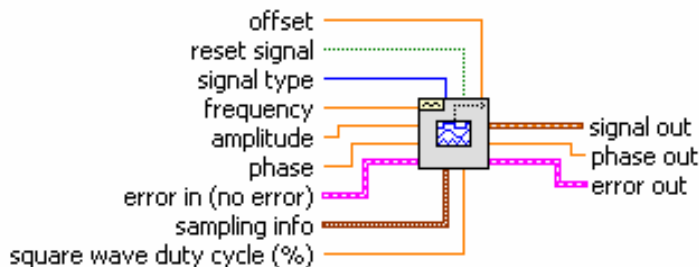 offset
reset signal
signal type
frequency
amplitude
phase
error in (no error)
sampling info
square wave duty cycle (%)
signal out
phase out
error out